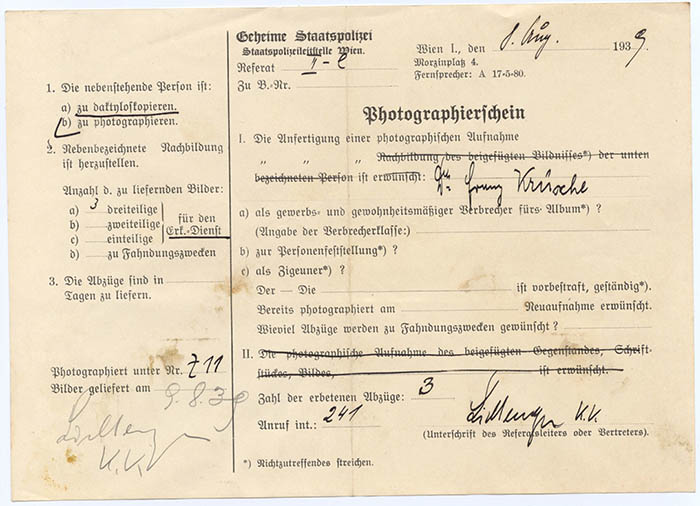 1. Die nebenstehende Person ist:
a) zu daktyloskopieren.
b) zu photographieren.
2. Nebenbezeichnete Nachbildung
ist herzustellen.
Anzahl d. zu liefernden Bilder:
a) 3 dreiteilige
b) zweiteilige
c) einteilige
für den
Erk.-Dienst
d) zu Fahndungszwecken
3. Die Abzüge sind in
Tagen zu liefern.
Photographiert unter Nr. Z 11
Bilder geliefert am 9.8.39
K.K.
Geheime Staatspolizei
Staatspolizeileitstelle Wien.
Referat II-
Zu B.-Nr.
Wien I., den 8. Aug. 1939.
Morzinplatz 4.
Fernsprecher: A 17-5-80.
Photographierschein
I. Die Anfertigung einer photographischen Aufnahme
„ „ „ Nachbildung des beigefügten Bildnisses*) der unten
bezeichneten Person ist erwünscht: Dr. Franz
a) als gewerbs- und gewohnheitsmäßiger Verbrecher fürs Album*) ?
(Angabe der Verbrecherklasse:)
b) zur Personenfeststellung*) ?
c) als Zigeuner*) ?
Der — Die ist vorbestraft, geständig*).
Bereits photographiert am Neuaufnahme erwünscht.
Wieviel Abzüge werden zu Fahndungszwecken gewünscht ?
II. Die photographische Aufnahme des beigefügten Gegenstandes, Schrift-
stückes, Bildes, ist erwünscht.
Zahl der erbetenen Abzüge: 3
Anruf int.: 241
K.K.
(Unterschrift des Referatsleiters oder Vertreters).
*) Nichtzutreffendes streichen.